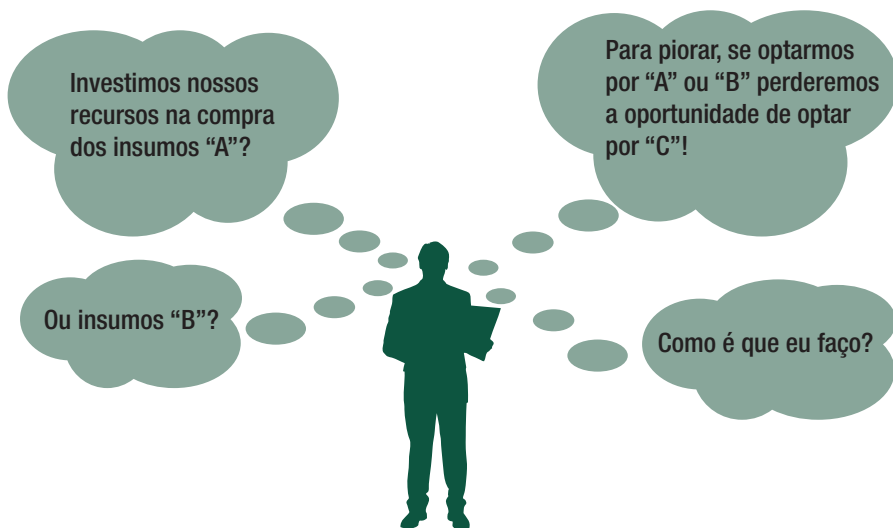 Investimos nossos
recursos na compra
dos insumos “A”?
Para piorar, se optarmos
por “A” ou “B” perderemos
a oportunidade de optar
por “C”!
Ou insumos “B”?
Como é que eu faço?